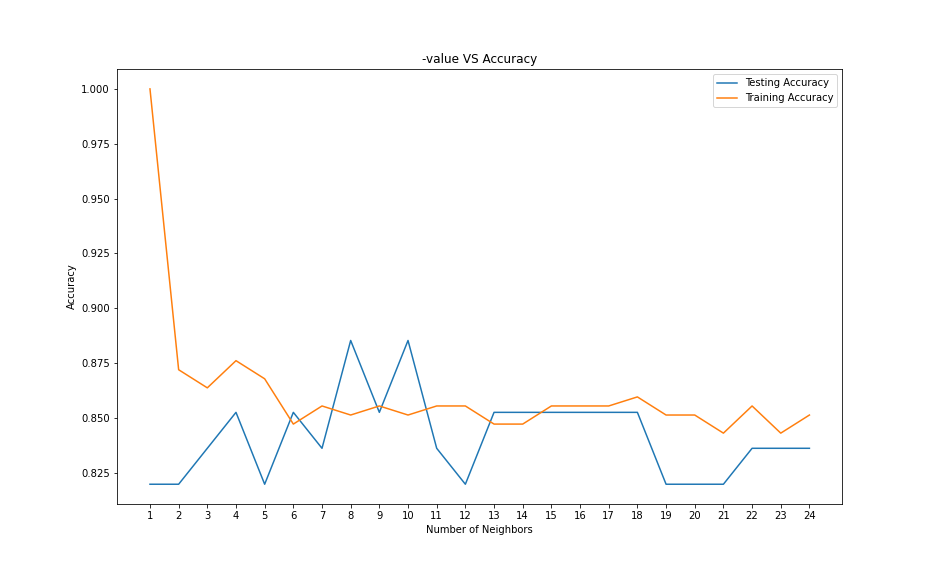 -value VS Accuracy
Testing Accuracy
Training Accuracy
1.000
0.975
0.950
0.925
0.900
0.875
0.850
0.825
Accuracy
1 2 3 4 5 6 7 8 9 10 11 12 13 14 15 16 17 18 19 20 21 22 23 24
Number of Neighbors